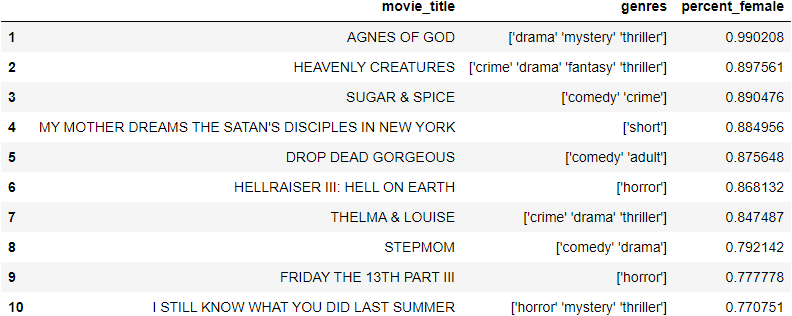 movie_title genres percent_female
1 AGNES OF GOD ['drama' 'mystery' 'thriller'] 0.990208
2 HEAVENLY CREATURES ['crime' 'drama' 'fantasy' 'thriller'] 0.897561
3 SUGAR & SPICE ['comedy' 'crime'] 0.890476
4 MY MOTHER DREAMS THE SATAN'S DISCIPLES IN NEW YORK ['short'] 0.884956
5 DROP DEAD GORGEOUS ['comedy' 'adult'] 0.875648
6 HELLRAISER III: HELL ON EARTH ['horror'] 0.868132
7 THELMA & LOUISE ['crime' 'drama' 'thriller'] 0.847487
8 STEPMOM ['comedy' 'drama'] 0.792142
9 FRIDAY THE 13TH PART III ['horror'] 0.777778
10 I STILL KNOW WHAT YOU DID LAST SUMMER ['horror' 'mystery' 'thriller'] 0.770751